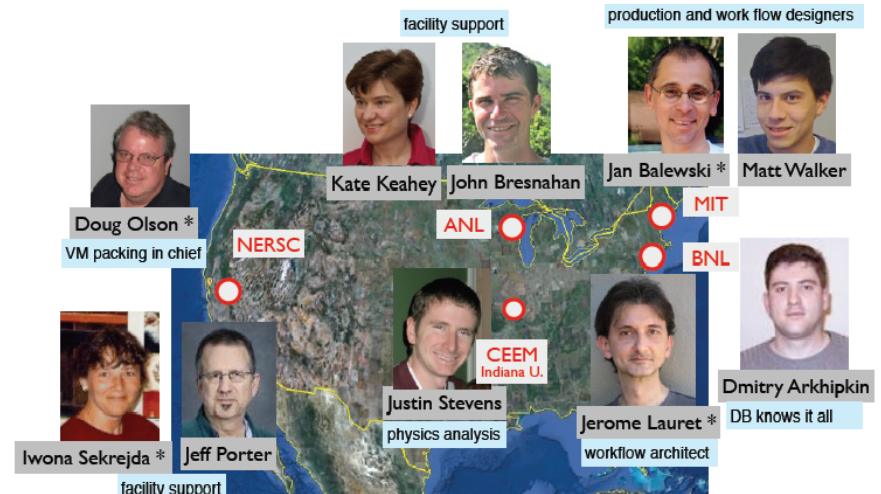 facility support
production and work flow designers
Kate Keahey
John Bresnahan
Jan Balewski *
Matt Walker
Doug Olson *
VM packing in chief
NERSC
ANL
MIT
BNL
CEEM
Indiana U.
Justin Stevens
physics analysis
Jerome Lauret *
workflow architect
Dmitry Arkhipkin
DB knows it all
Iwona Sekrejda *
Jeff Porter
facility support